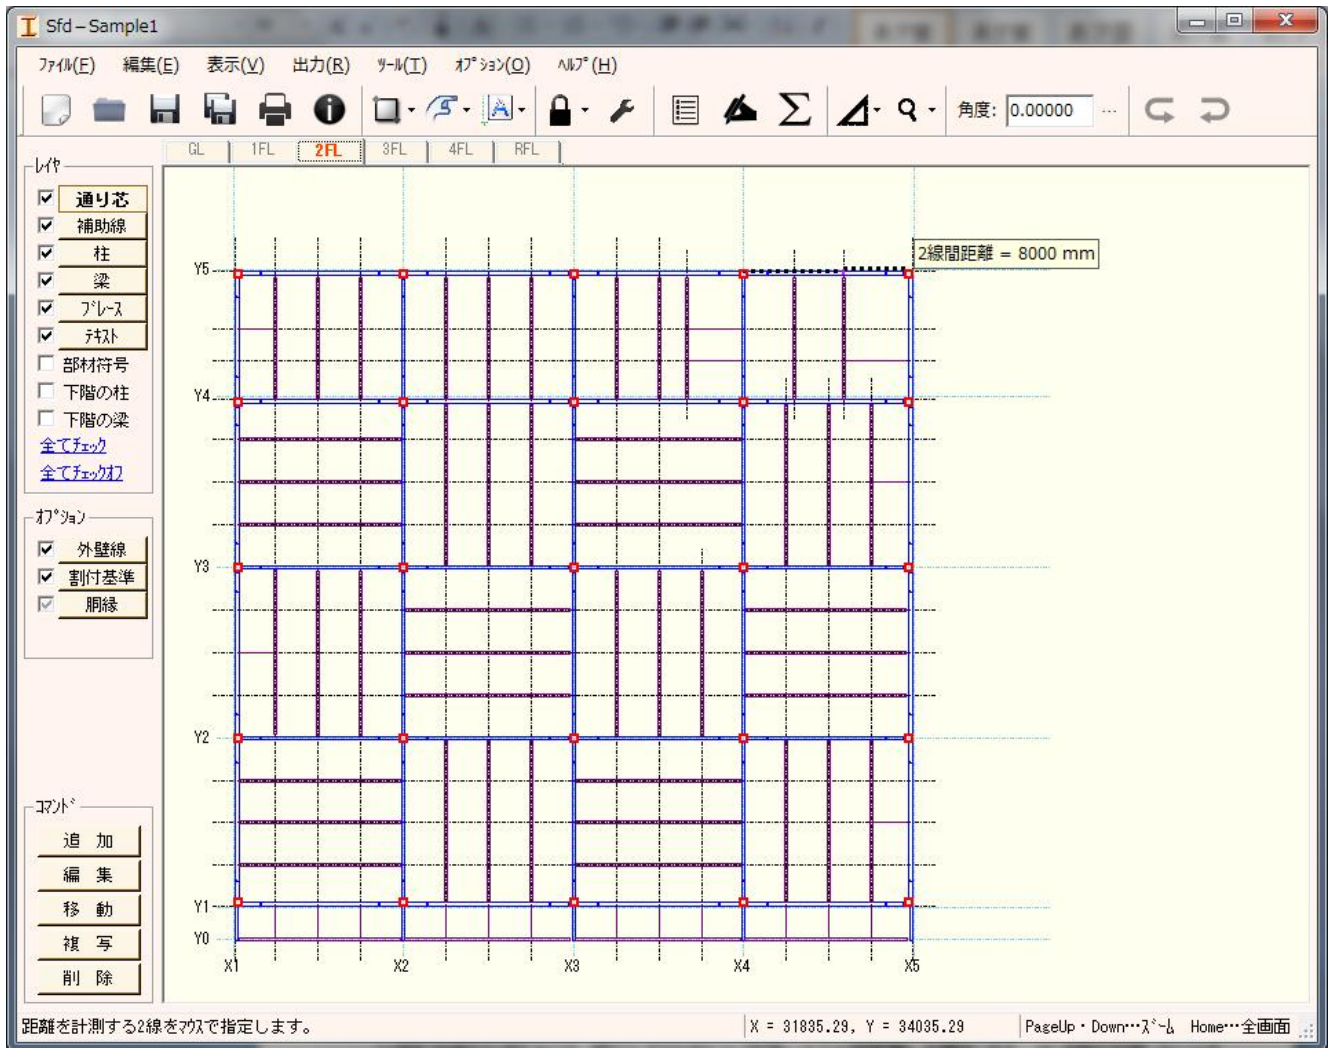 Sfd－Sample1
ﾌｧｲﾙ(F) 編集(E) 表示(V) 出力(R) ﾂｰﾙ(T) ｵﾌﾟｼｮﾝ(O) ﾍﾙﾌﾟ(H)
角度: 0.00000 ...
GL 1FL 2FL 3FL 4FL RFL
ﾚｲﾔ
通り芯
補助線
柱
梁
ﾌﾞﾚｰｽ
ﾃｷｽﾄ
部材符号
下階の柱
下階の梁
全てﾁｪｯｸ
全てﾁｪｯｸｵﾌ
ｵﾌﾟｼｮﾝ
外壁線
割付基準
胴縁
ｺﾏﾝﾄﾞ
追 加
編 集
移 動
複 写
削 除
2線間距離 = 8000 mm
Y5
Y4
Y3
Y2
Y1
Y0
X1 X2 X3 X4 X5
距離を計測する2線をﾏｳｽで指定します。
X = 31835.29, Y = 34035.29
PageUp・Down…ｽﾞｰﾑ Home…全画面